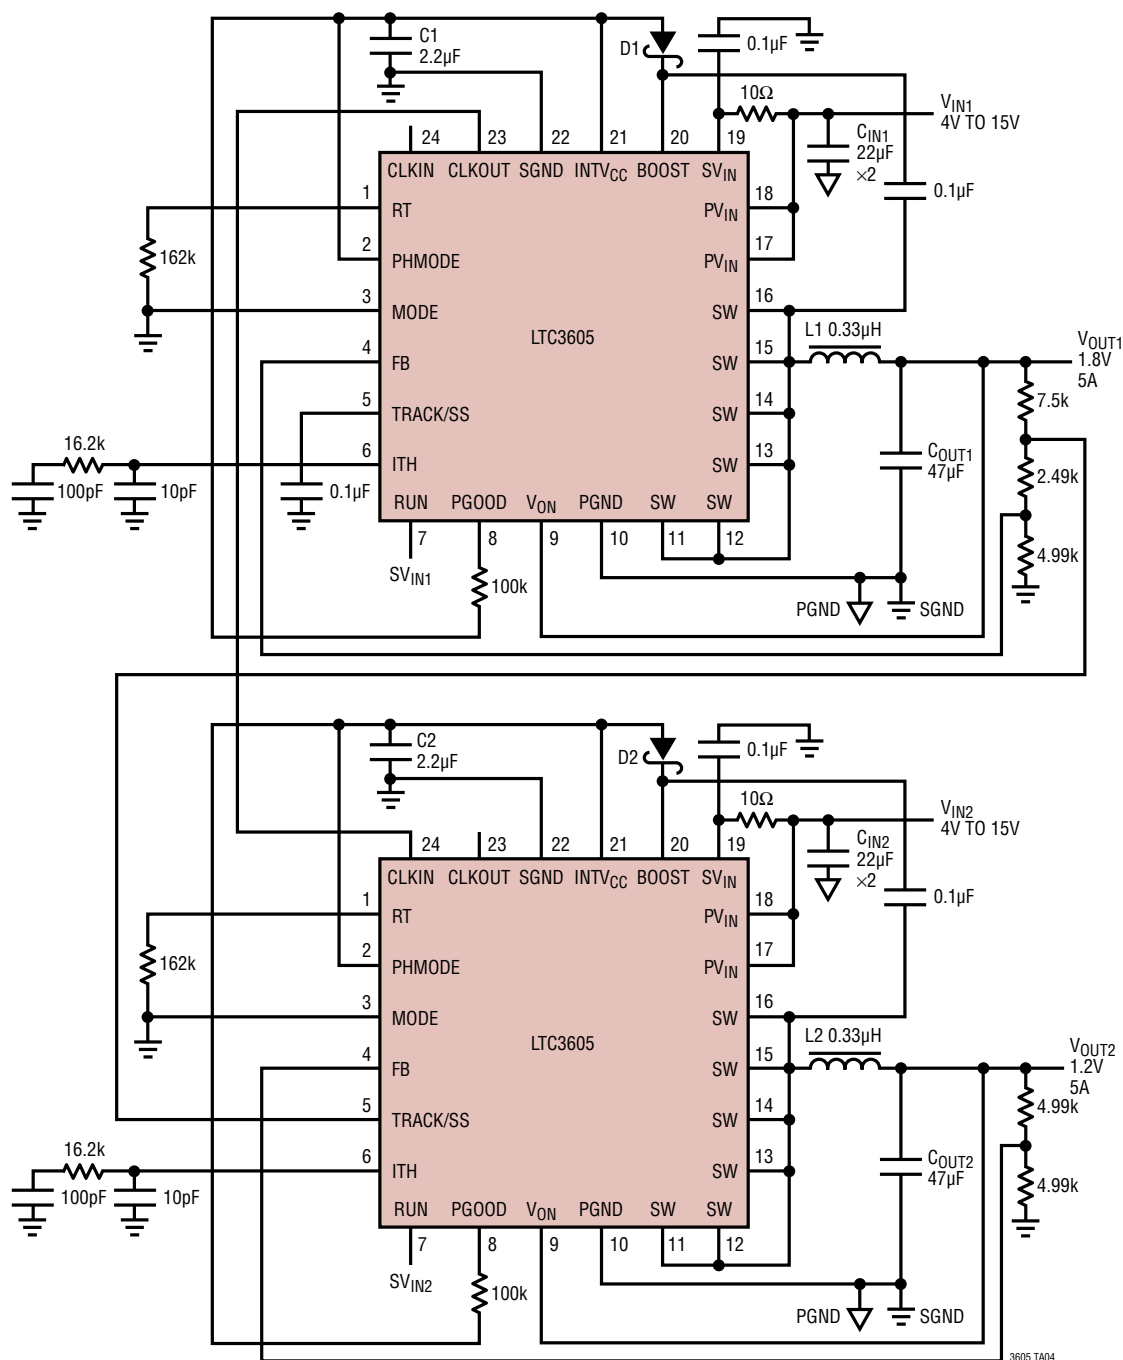 C1
2.2µF
D1
0.1µF
10Ω
VIN1
4V TO 15V
CIN1
22µF
×2
0.1µF
24 23 22 21 20 19
CLKIN CLKOUT SGND INTVCC BOOST SVIN
1 RT
2 PHMODE
3 MODE
4 FB
5 TRACK/SS
6 ITH
162k
18 PVIN
17 PVIN
16 SW
15 SW
14 SW
13 SW
LTC3605
L1 0.33µH
VOUT1
1.8V
5A
7.5k
2.49k
4.99k
COUT1
47µF
16.2k
100pF
10pF
0.1µF
RUN PGOOD VON PGND SW SW
7 8 9 10 11 12
SVIN1
100k
PGND
SGND
C2
2.2µF
D2
0.1µF
10Ω
VIN2
4V TO 15V
CIN2
22µF
×2
0.1µF
24 23 22 21 20 19
CLKIN CLKOUT SGND INTVCC BOOST SVIN
1 RT
2 PHMODE
3 MODE
4 FB
5 TRACK/SS
6 ITH
162k
18 PVIN
17 PVIN
16 SW
15 SW
14 SW
13 SW
LTC3605
L2 0.33µH
VOUT2
1.2V
5A
4.99k
4.99k
COUT2
47µF
16.2k
100pF
10pF
RUN PGOOD VON PGND SW SW
7 8 9 10 11 12
SVIN2
100k
PGND
SGND
3605 TA04